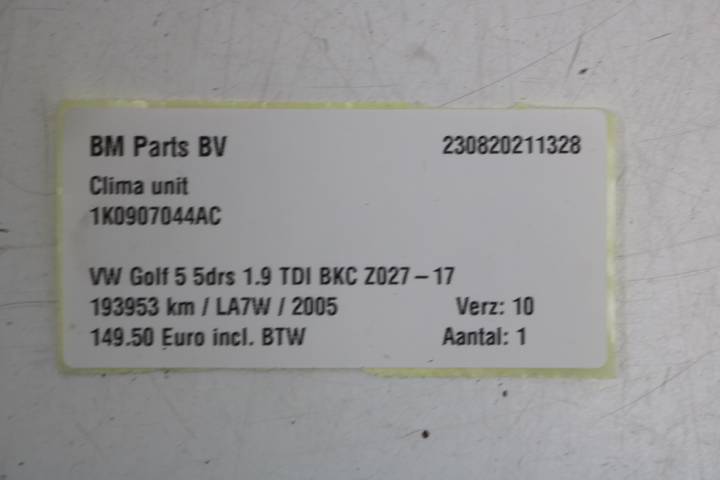 BM Parts BV 230820211328
Clima unit
1K0907044AC
VW Golf 5 5drs 1.9 TDI BKC Z027-17
193953 km / LA7W / 2005 Verz: 10
149.50 Euro incl. BTW Aantal: 1